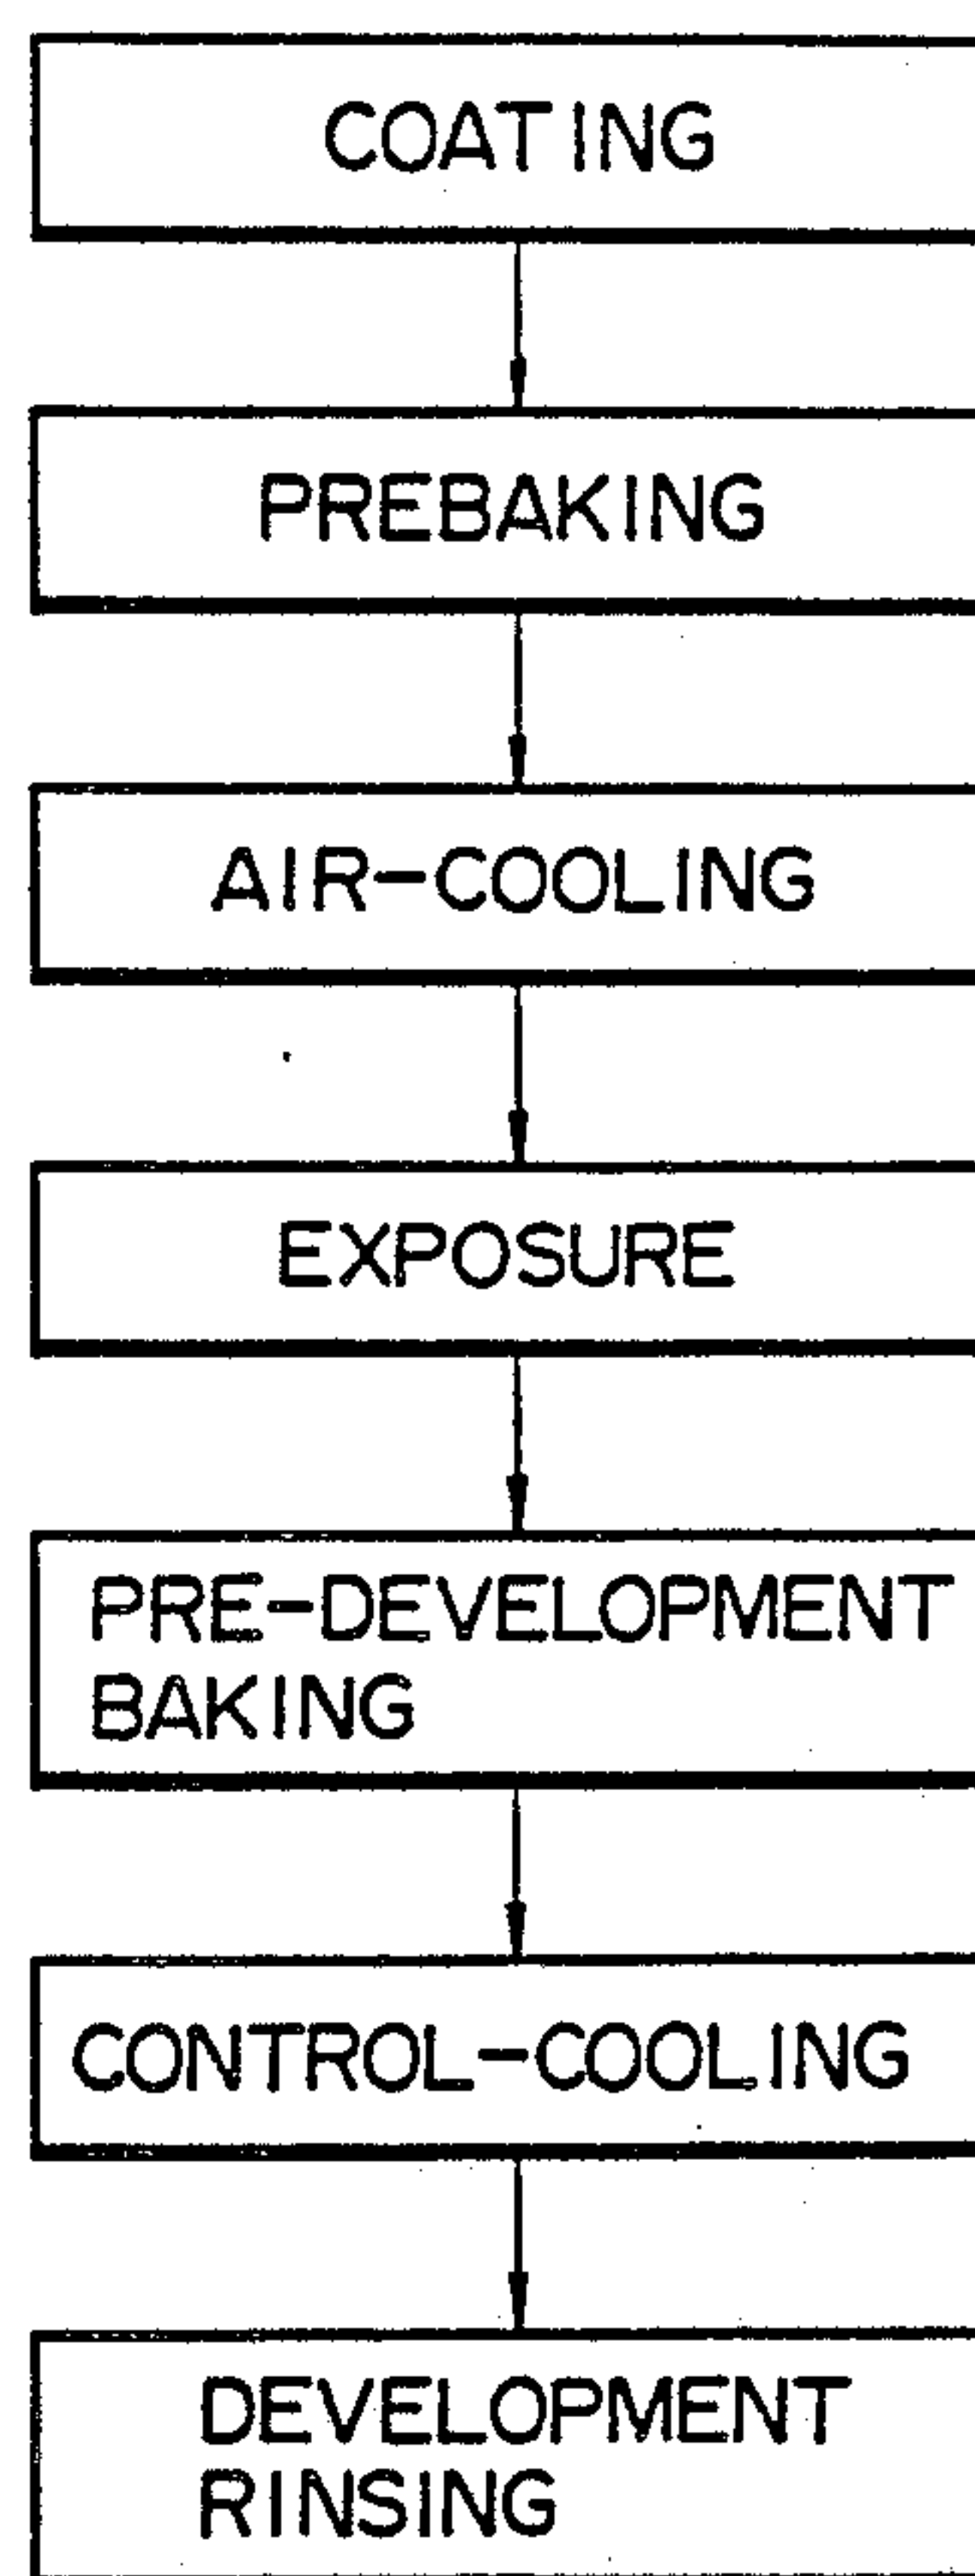 COATING
PREBAKING
AIR-COOLING
EXPOSURE
PRE-DEVELOPMENT
BAKING
CONTROL-COOLING
DEVELOPMENT
RINSING